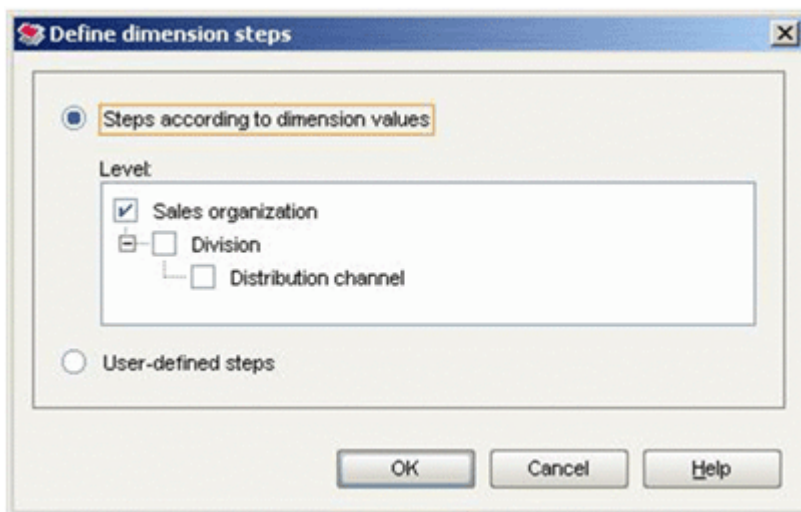 Define dimension steps
Steps according to dimension values
Level:
Sales organization
Division
Distribution channel
User-defined steps
OK Cancel Help